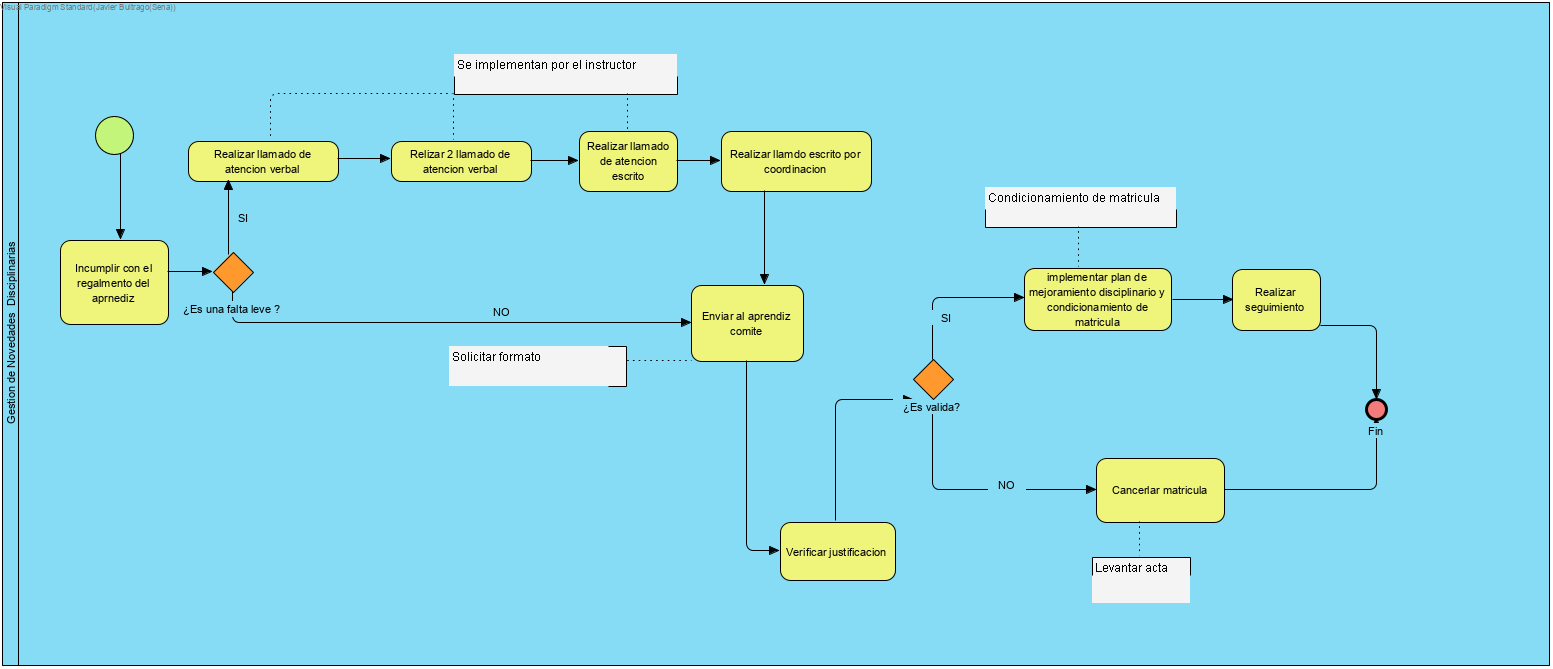 Visual Paradigm Standard(Javier Buitrago(Sena))
Gestion de Novedades Disciplinarias
Se implementan por el instructor
Realizar llamado de
atencion verbal
Relizar 2 llamado de
atencion verbal
Realizar llamado
de atencion
escrito
Realizar llamdo escrito por
coordinacion
SI
Condicionamiento de matricula
Incumplir con el
regalmento del
aprnediz
¿Es una falta leve ?
NO
Enviar al aprendiz
comite
Solicitar formato
implementar plan de
mejoramiento disciplinario y
condicionamiento de
matricula
Realizar
seguimiento
SI
¿Es valida?
Fin
NO
Cancerlar matricula
Verificar justificacion
Levantar acta